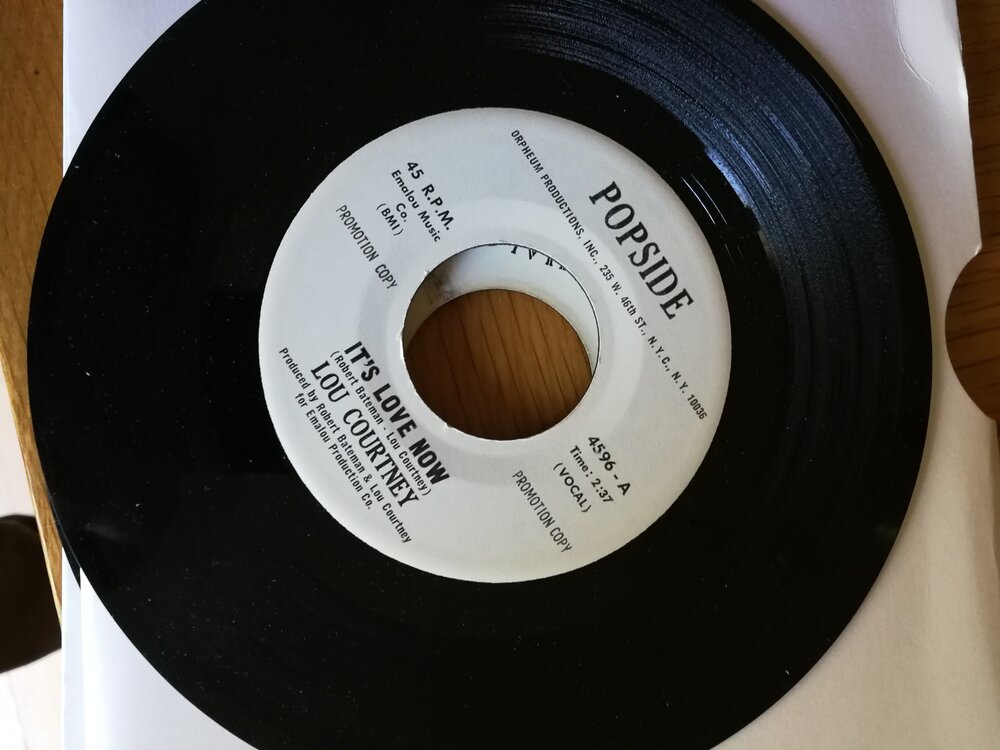 POPSIDE
ORPHEUM PRODUCTIONS, INC., 235 W. 46th ST., N.Y.C., N.Y. 10036
45 R.P.M.
Emalou Music
Co.
(BMI)
PROMOTION COPY
4596-A
Time: 2:37
(VOCAL)
PROMOTION COPY
IT'S LOVE NOW
(Robert Bateman - Lou Courtney)
LOU COURTNEY
Produced by Robert Bateman & Lou Courtney
for Emalou Production Co.